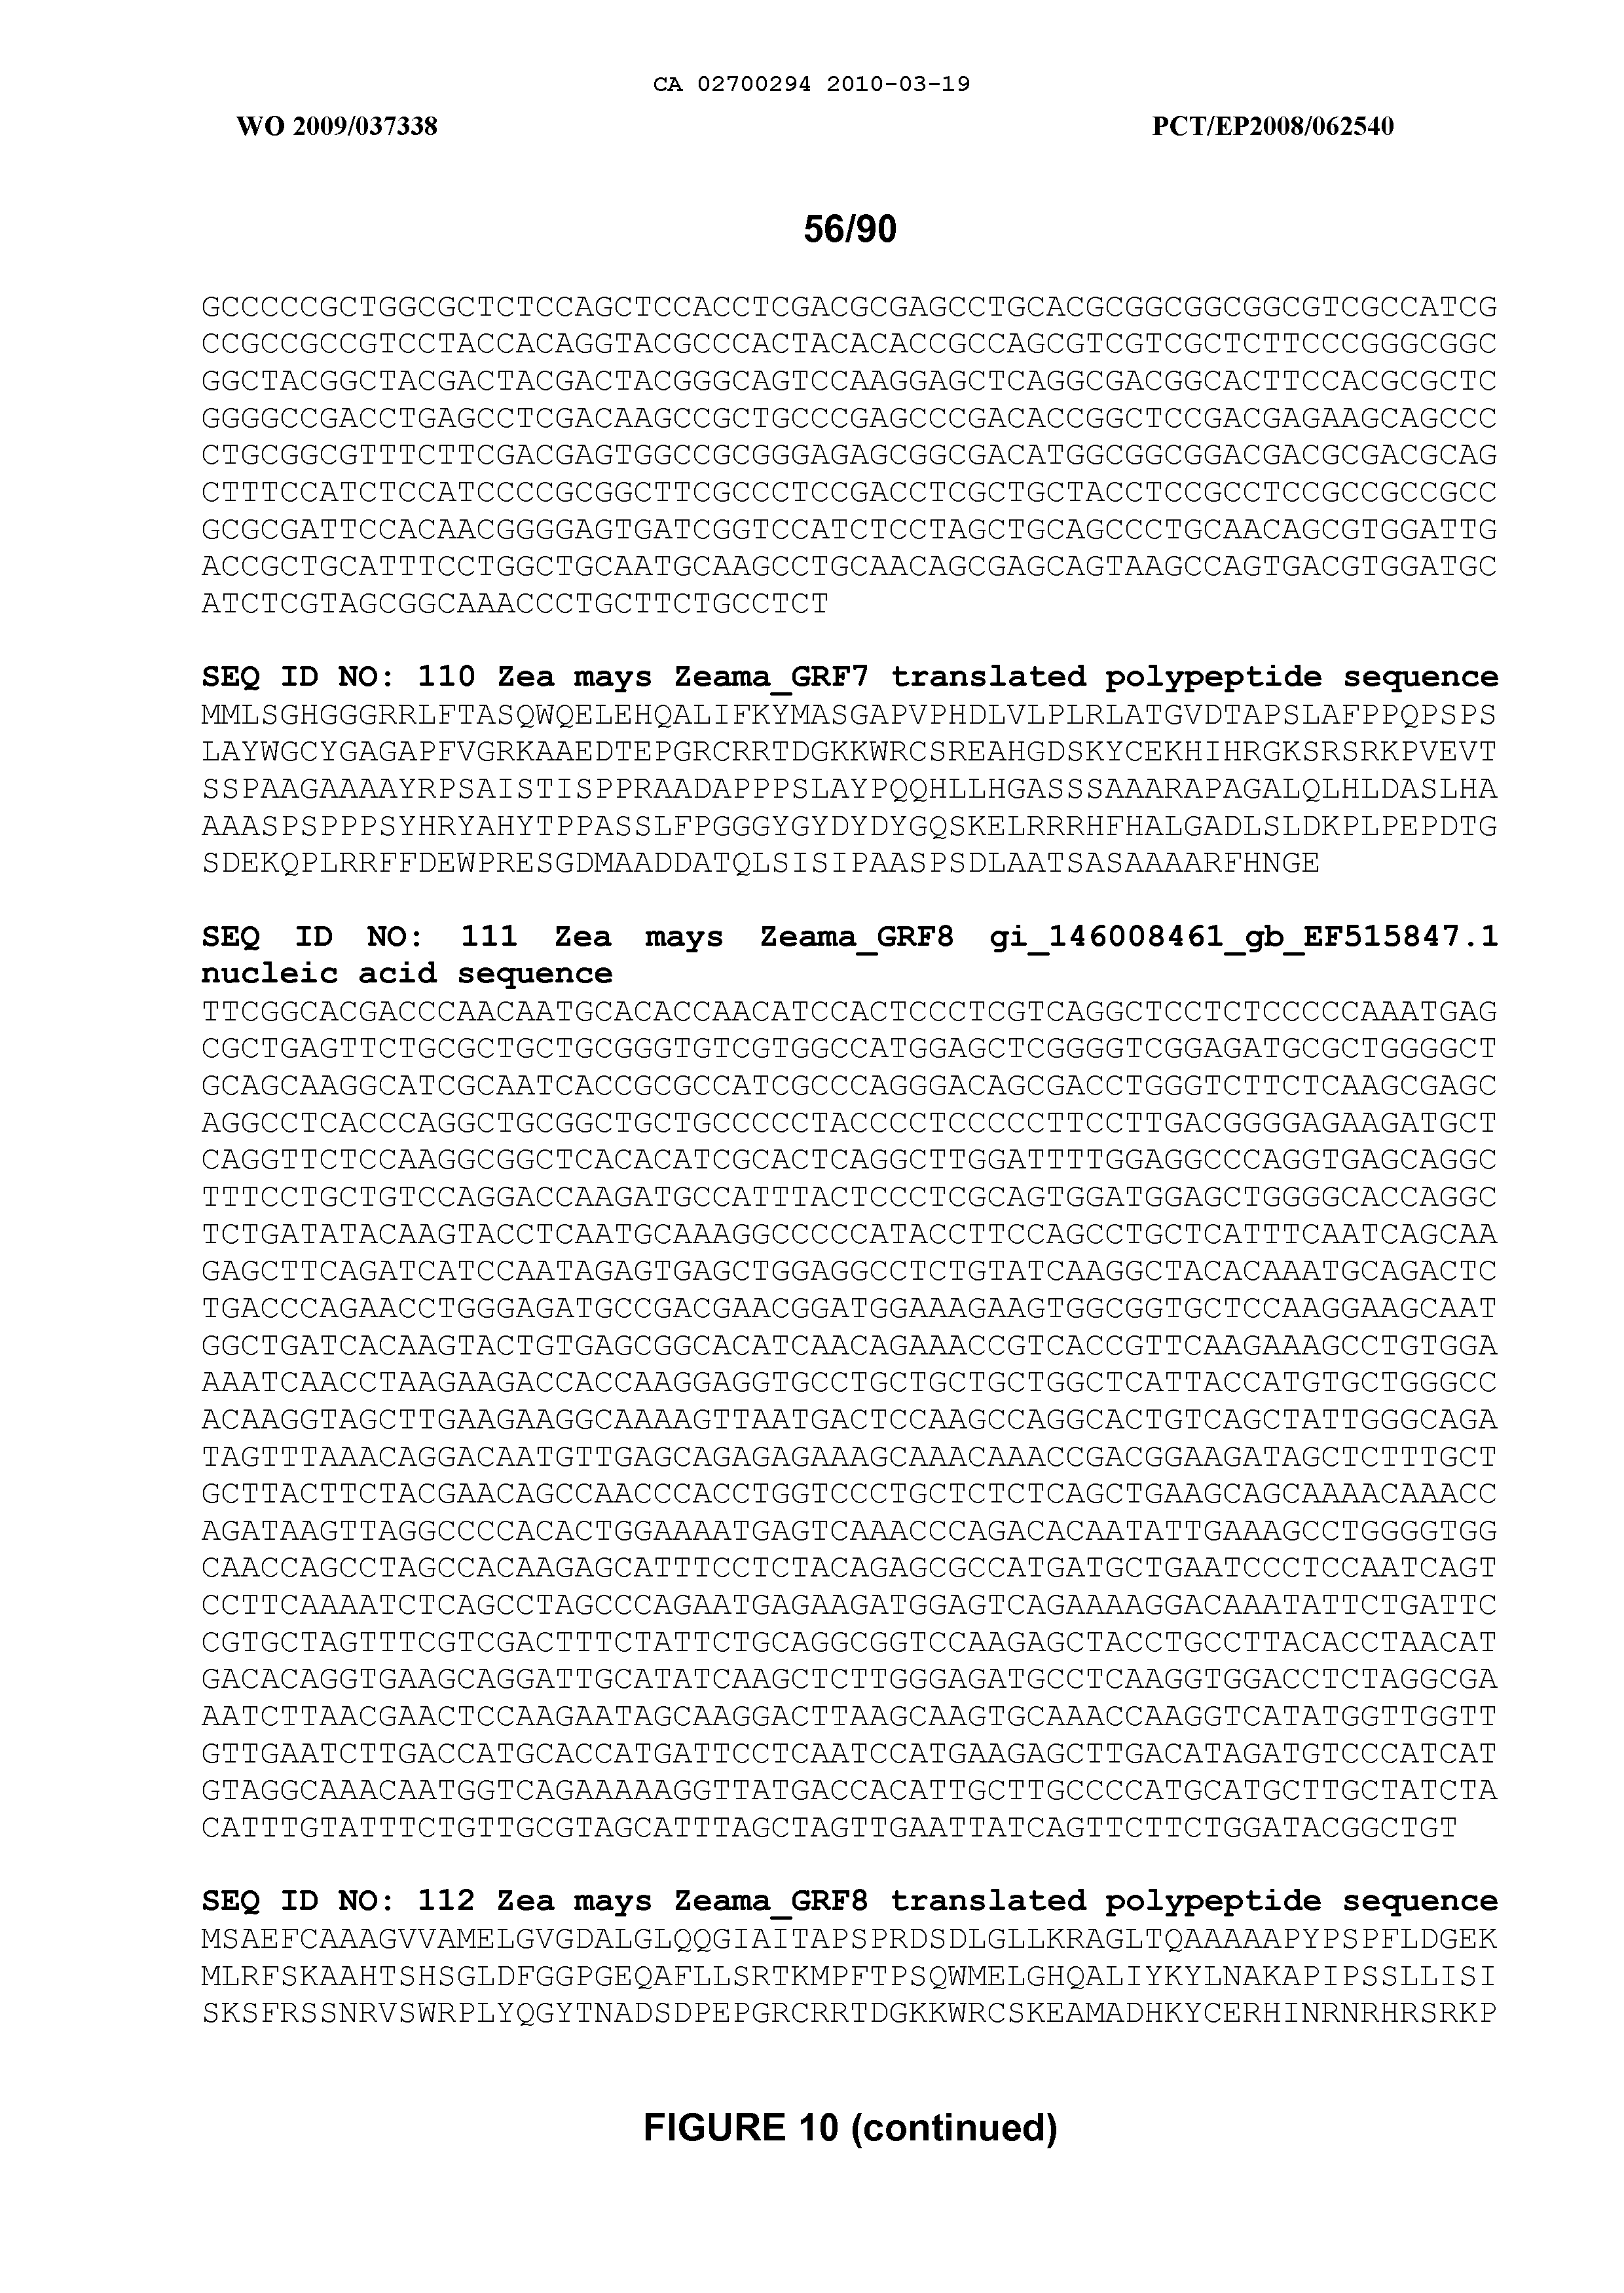 CA 02700294 2010-03-19
WO 2009/037338 PCT/EP2008/062540
56/90
GCCCCCGCTGGCGCTCTCCAGCTCCACCTCGACGCGAGCCTGCACGCGGCGGCGGCGTCGCCATCG
CCGCCGCCGTCCTACCACAGGTACGCCCACTACACACCGCCAGCGTCGTCGCTCTTCCCGGGCGGC
GGCTACGGCTACGACTACGACTACGGGCAGTCCAAGGAGCTCAGGCGACGGCACTTCCACGCGCTC
GGGGCCGACCTGAGCCTCGACAAGCCGCTGCCCGAGCCCGACACCGGCTCCGACGAGAAGCAGCCC
CTGCGGCGTTTCTTCGACGAGTGGCCGCGGGAGAGCGGCGACATGGCGGCGGACGACGCGACGCAG
CTTTCCATCTCCATCCCCGCGGCTTCGCCCTCCGACCTCGCTGCTACCTCCGCCTCCGCCGCCGCC
GCGCGATTCCACAACGGGGAGTGATCGGTCCATCTCCTAGCTGCAGCCCTGCAACAGCGTGGATTG
ACCGCTGCATTTCCTGGCTGCAATGCAAGCCTGCAACAGCGAGCAGTAAGCCAGTGACGTGGATGC
ATCTCGTAGCGGCAAACCCTGCTTCTGCCTCT
SEQ ID NO: 110 Zea mays Zeama_GRF7 translated polypeptide sequence
MMLSGHGGGRRLFTASQWQELEHQALIFKYMASGAPVPHDLVLPLRLATGVDTAPSLAFPPQPSPS
LAYWGCYGAGAPFVGRKAAEDTEPGRCRRTDGKKWRCSREAHGDSKYCEKHIHRGKSRSRKPVEVT
SSPAAGAAAAYRPSAISTISPPRAADAPPPSLAYPQQHLLHGASSSAAARAPAGALQLHLDASLHA
AAASPSPPPSYHRYAHYTPPASSLFPGGGYGYDYDYGQSKELRRRHFHALGADLSLDKPLPEPDTG
SDEKQPLRRFFDEWPRESGDMAADDATQLSISIPAASPSDLAATSASAAAARFHNGE
SEQ ID NO: 111 Zea mays Zeama_GRF8 gi_146008461_gb_EF515847.1
nucleic acid sequence
TTCGGCACGACCCAACAATGCACACCAACATCCACTCCCTCGTCAGGCTCCTCTCCCCCAAATGAG
CGCTGAGTTCTGCGCTGCTGCGGGTGTCGTGGCCATGGAGCTCGGGGTCGGAGATGCGCTGGGGCT
GCAGCAAGGCATCGCAATCACCGCGCCATCGCCCAGGGACAGCGACCTGGGTCTTCTCAAGCGAGC
AGGCCTCACCCAGGCTGCGGCTGCTGCCCCCTACCCCTCCCCCTTCCTTGACGGGGAGAAGATGCT
CAGGTTCTCCAAGGCGGCTCACACATCGCACTCAGGCTTGGATTTTGGAGGCCCAGGTGAGCAGGC
TTTCCTGCTGTCCAGGACCAAGATGCCATTTACTCCCTCGCAGTGGATGGAGCTGGGGCACCAGGC
TCTGATATACAAGTACCTCAATGCAAAGGCCCCCATACCTTCCAGCCTGCTCATTTCAATCAGCAA
GAGCTTCAGATCATCCAATAGAGTGAGCTGGAGGCCTCTGTATCAAGGCTACACAAATGCAGACTC
TGACCCAGAACCTGGGAGATGCCGACGAACGGATGGAAAGAAGTGGCGGTGCTCCAAGGAAGCAAT
GGCTGATCACAAGTACTGTGAGCGGCACATCAACAGAAACCGTCACCGTTCAAGAAAGCCTGTGGA
AAATCAACCTAAGAAGACCACCAAGGAGGTGCCTGCTGCTGCTGGCTCATTACCATGTGCTGGGCC
ACAAGGTAGCTTGAAGAAGGCAAAAGTTAATGACTCCAAGCCAGGCACTGTCAGCTATTGGGCAGA
TAGTTTAAACAGGACAATGTTGAGCAGAGAGAAAGCAAACAAACCGACGGAAGATAGCTCTTTGCT
GCTTACTTCTACGAACAGCCAACCCACCTGGTCCCTGCTCTCTCAGCTGAAGCAGCAAAACAAACC
AGATAAGTTAGGCCCCACACTGGAAAATGAGTCAAACCCAGACACAATATTGAAAGCCTGGGGTGG
CAACCAGCCTAGCCACAAGAGCATTTCCTCTACAGAGCGCCATGATGCTGAATCCCTCCAATCAGT
CCTTCAAAATCTCAGCCTAGCCCAGAATGAGAAGATGGAGTCAGAAAAGGACAAATATTCTGATTC
CGTGCTAGTTTCGTCGACTTTCTATTCTGCAGGCGGTCCAAGAGCTACCTGCCTTACACCTAACAT
GACACAGGTGAAGCAGGATTGCATATCAAGCTCTTGGGAGATGCCTCAAGGTGGACCTCTAGGCGA
AATCTTAACGAACTCCAAGAATAGCAAGGACTTAAGCAAGTGCAAACCAAGGTCATATGGTTGGTT
GTTGAATCTTGACCATGCACCATGATTCCTCAATCCATGAAGAGCTTGACATAGATGTCCCATCAT
GTAGGCAAACAATGGTCAGAAAAAGGTTATGACCACATTGCTTGCCCCATGCATGCTTGCTATCTA
CATTTGTATTTCTGTTGCGTAGCATTTAGCTAGTTGAATTATCAGTTCTTCTGGATACGGCTGT
SEQ ID NO: 112 Zea mays Zeama_GRF8 translated polypeptide sequence
MSAEFCAAAGVVAMELGVGDALGLQQGIAITAPSPRDSDLGLLKRAGLTQAAAAAPYPSPFLDGEK
MLRFSKAAHTSHSGLDFGGPGEQAFLLSRTKMPFTPSQWMELGHQALIYKYLNAKAPIPSSLLISI
SKSFRSSNRVSWRPLYQGYTNADSDPEPGRCRRTDGKKWRCSKEAMADHKYCERHINRNRHRSRKP
FIGURE 10 (continued)